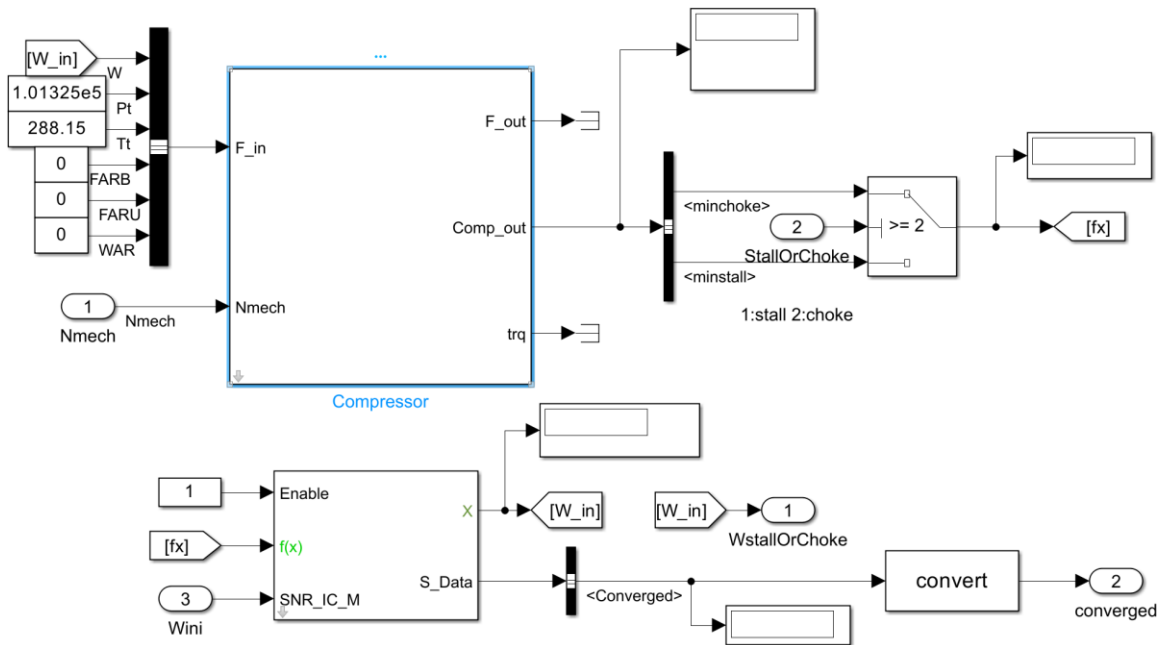 ...
[W_in]
W
1.01325e5
Pt
288.15
Tt
0
FARB
0
FARU
0
WAR
1
Nmech
Nmech
F_in
Nmech
F_out
Comp_out
trq
Compressor
<minchoke>
2
StallOrChoke
<minstall>
>= 2
[fx]
1:stall 2:choke
1
Enable
[fx]
f(x)
3
Wini
SNR_IC_M
X
S_Data
[W_in]
[W_in]
1
WstallOrChoke
<Converged>
convert
2
converged